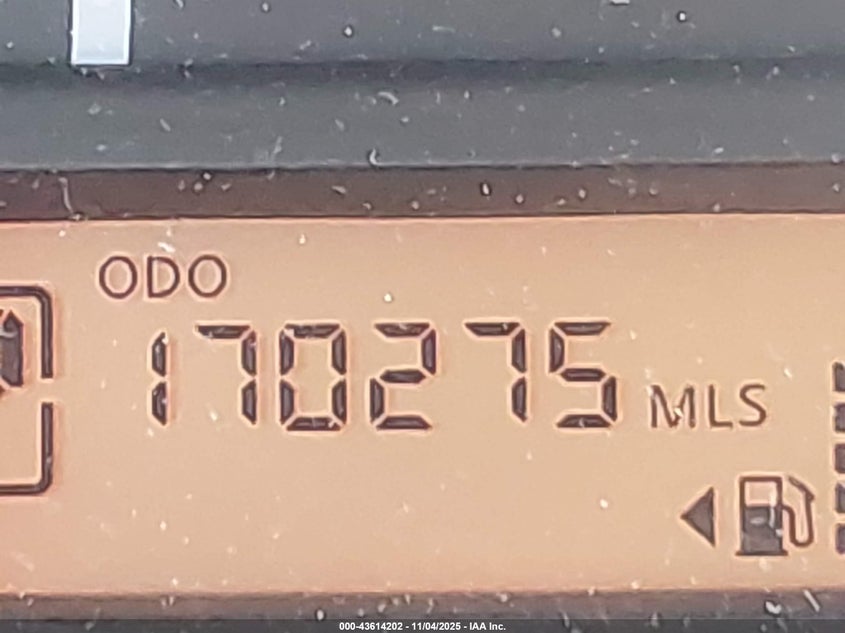 ODO
170275 MLS
000-43614202 - 11/04/2025 - IAA Inc.